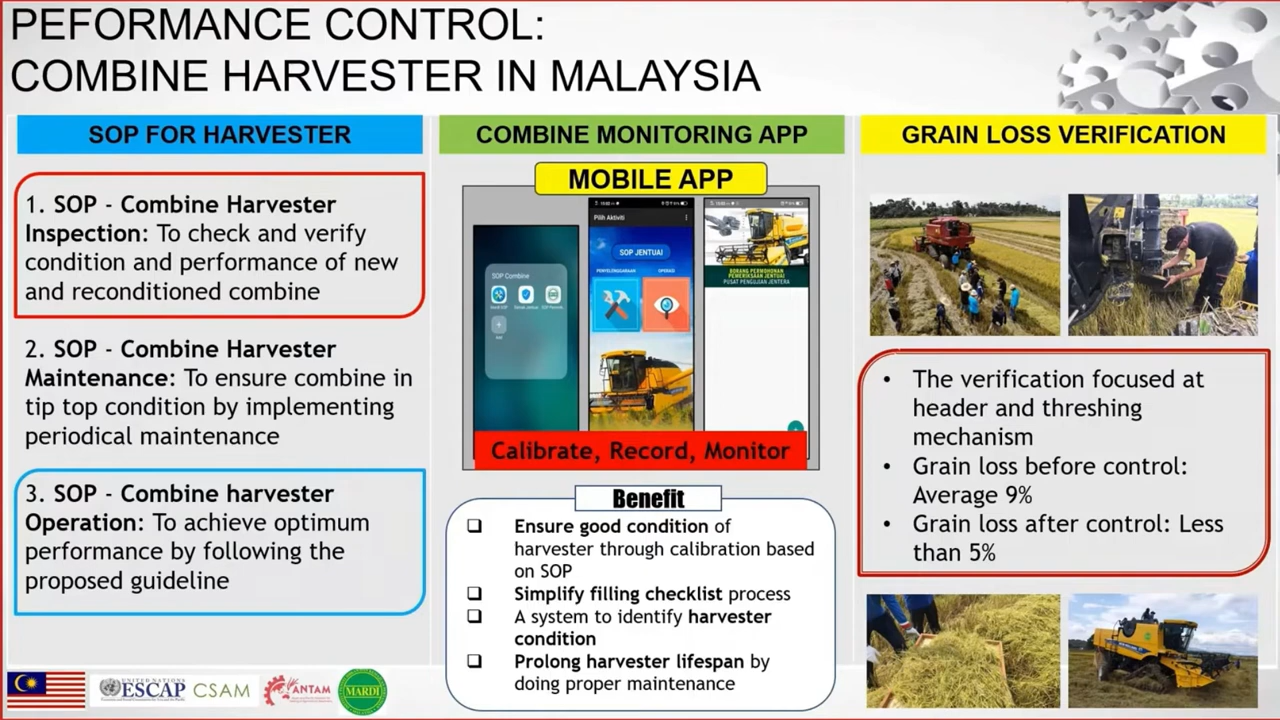 PEFORMANCE CONTROL:
COMBINE HARVESTER IN MALAYSIA
SOP FOR HARVESTER
1. SOP - Combine Harvester
Inspection: To check and verify
condition and performance of new
and reconditioned combine
2. SOP - Combine Harvester
Maintenance: To ensure combine in
tip top condition by implementing
periodical maintenance
3. SOP - Combine harvester
Operation: To achieve optimum
performance by following the
proposed guideline
COMBINE MONITORING APP
MOBILE APP
SOP Combine
Pilih Aktiviti
SOP JENTUAI
PENYELENGGARAAN
OPERASI
BORANG PERMOHONAN
PEMERIKSAAN JENTUAI
PUSAT PENGUJIAN JENTERA
Calibrate, Record, Monitor
Benefit
❑ Ensure good condition of
harvester through calibration based
on SOP
❑ Simplify filling checklist process
❑ A system to identify harvester
condition
❑ Prolong harvester lifespan by
doing proper maintenance
GRAIN LOSS VERIFICATION
• The verification focused at
header and threshing
mechanism
• Grain loss before control:
Average 9%
• Grain loss after control: Less
than 5%
UNITED NATIONS
ESCAP
CSAM
ANTAM
MARDI